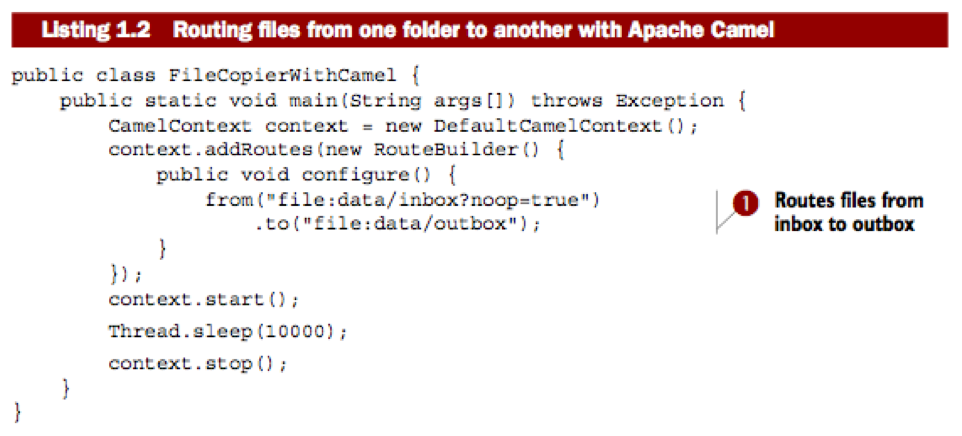 Listing 1.2 Routing files from one folder to another with Apache Camel
public class FileCopierWithCamel {
    public static void main(String args[]) throws Exception {
        CamelContext context = new DefaultCamelContext();
        context.addRoutes(new RouteBuilder() {
            public void configure() {
                from("file:data/inbox?noop=true")
                    .to("file:data/outbox");
            }
        });
        context.start();
        Thread.sleep(10000);
        context.stop();
    }
}
1 Routes files from
inbox to outbox